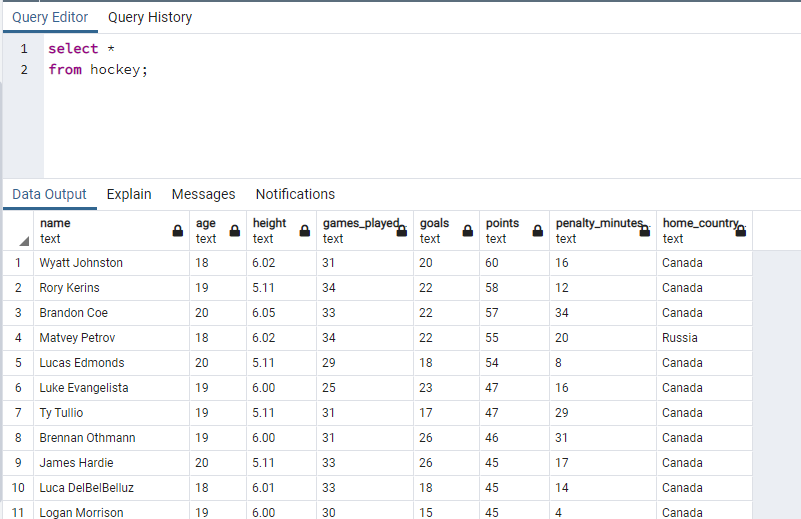 Query Editor Query History
1 select *
2 from hockey;
Data Output Explain Messages Notifications
name age height games_played goals points penalty_minutes home_country
text text text text text text text text
1 Wyatt Johnston 18 6.02 31 20 60 16 Canada
2 Rory Kerins 19 5.11 34 22 58 12 Canada
3 Brandon Coe 20 6.05 33 22 57 34 Canada
4 Matvey Petrov 18 6.02 34 22 55 20 Russia
5 Lucas Edmonds 20 5.11 29 18 54 8 Canada
6 Luke Evangelista 19 6.00 25 23 47 16 Canada
7 Ty Tullio 19 5.11 31 17 47 29 Canada
8 Brennan Othmann 19 6.00 31 26 46 31 Canada
9 James Hardie 20 5.11 33 26 45 17 Canada
10 Luca DelBelBelluz 18 6.01 33 18 45 14 Canada
11 Logan Morrison 19 6.00 30 15 45 4 Canada